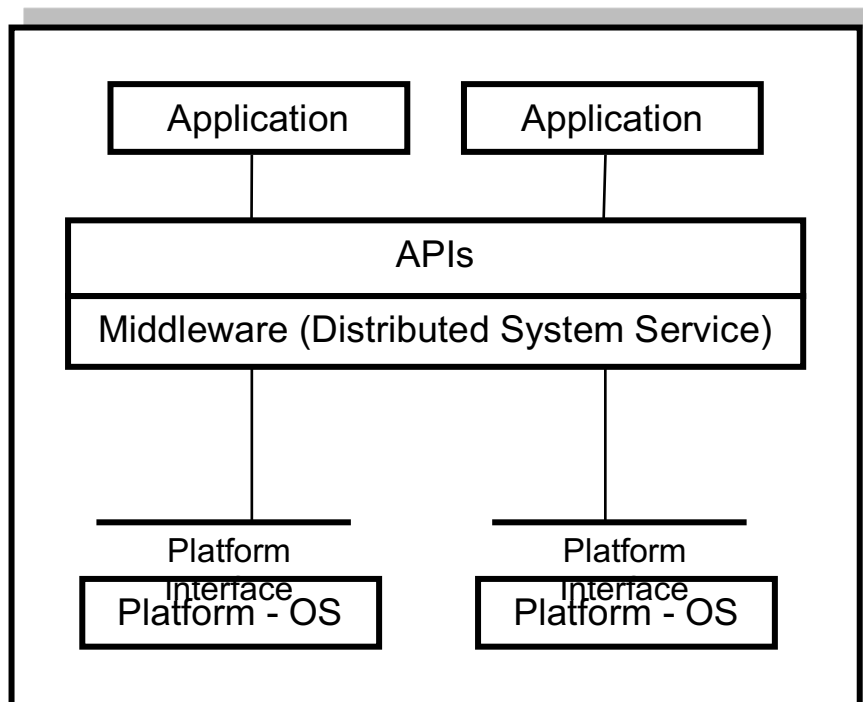 Application
Application
APIs
Middleware (Distributed System Service)
Platform
Interface
Platform
Interface
Platform - OS
Platform - OS